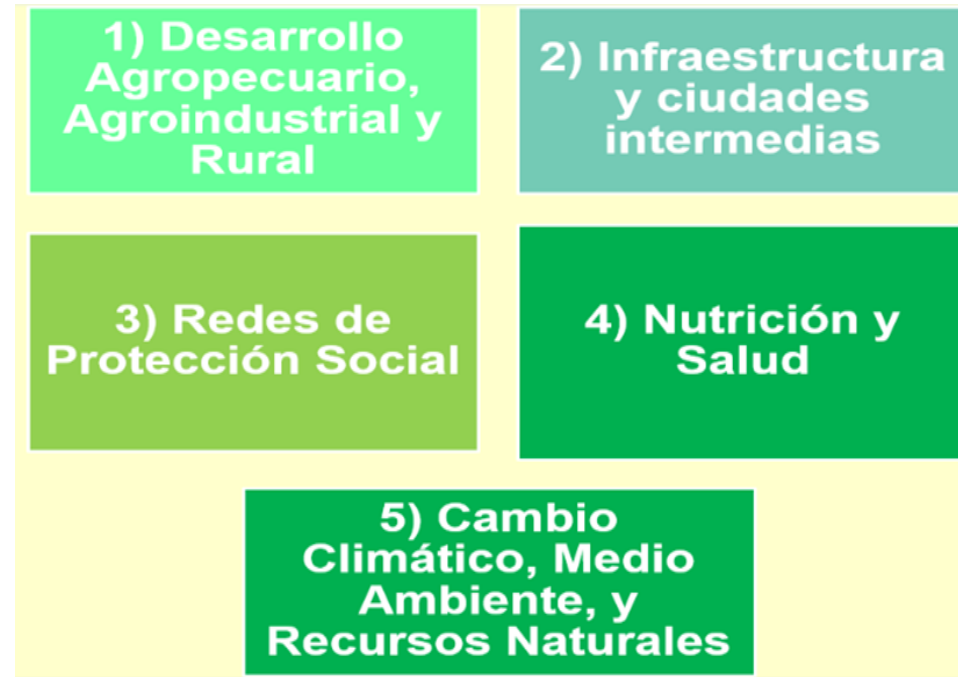 1) Desarrollo
Agropecuario,
Agroindustrial y
Rural
2) Infraestructura
y ciudades
intermedias
3) Redes de
Protección Social
4) Nutrición y
Salud
5) Cambio
Climático, Medio
Ambiente, y
Recursos Naturales